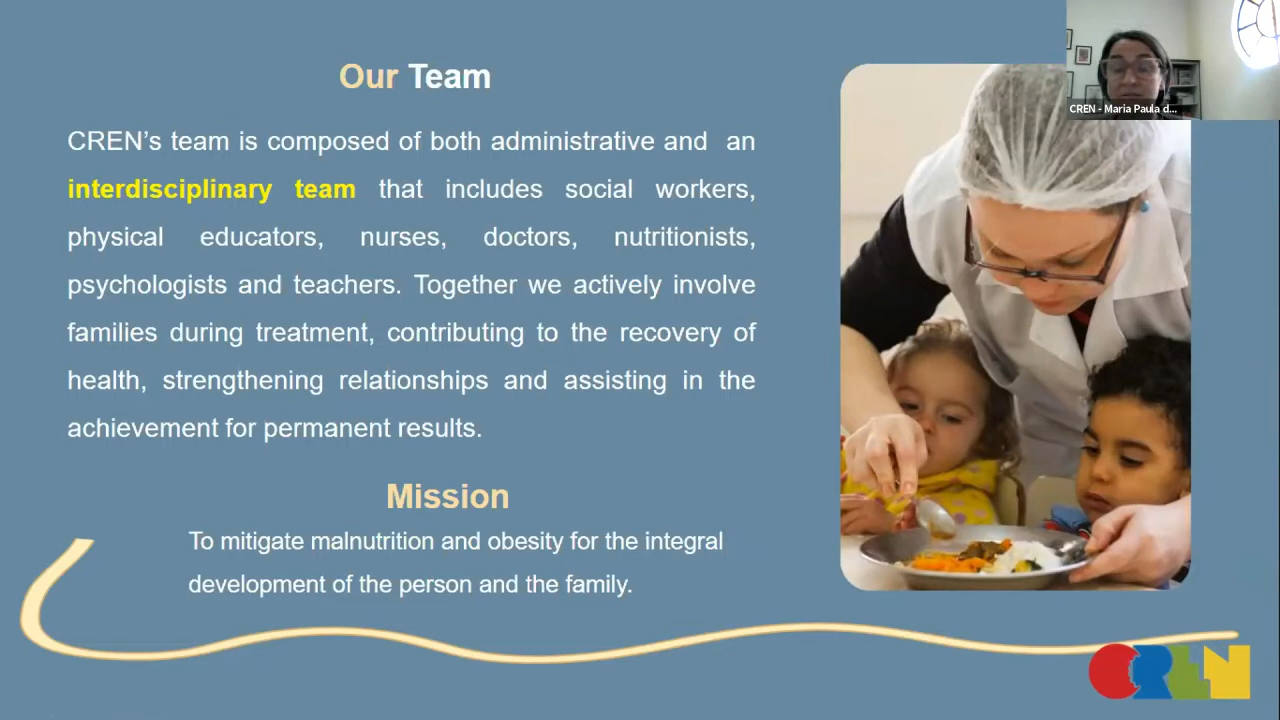 CREN - Maria Paula d...
Our Team
CREN’s team is composed of both administrative and an
interdisciplinary team that includes social workers,
physical educators, nurses, doctors, nutritionists,
psychologists and teachers. Together we actively involve
families during treatment, contributing to the recovery of
health, strengthening relationships and assisting in the
achievement for permanent results.
Mission
To mitigate malnutrition and obesity for the integral
development of the person and the family.
CREN